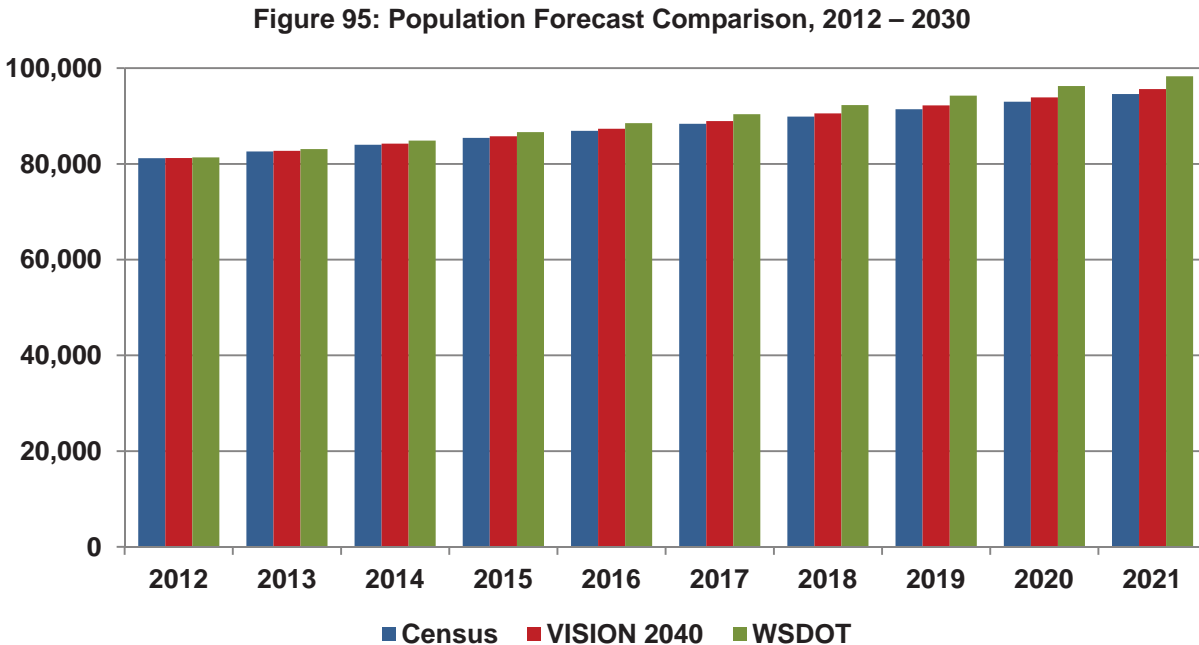 Figure 95: Population Forecast Comparison, 2012 – 2030
100,000
80,000
60,000
40,000
20,000
0
2012 2013 2014 2015 2016 2017 2018 2019 2020 2021
Census VISION 2040 WSDOT